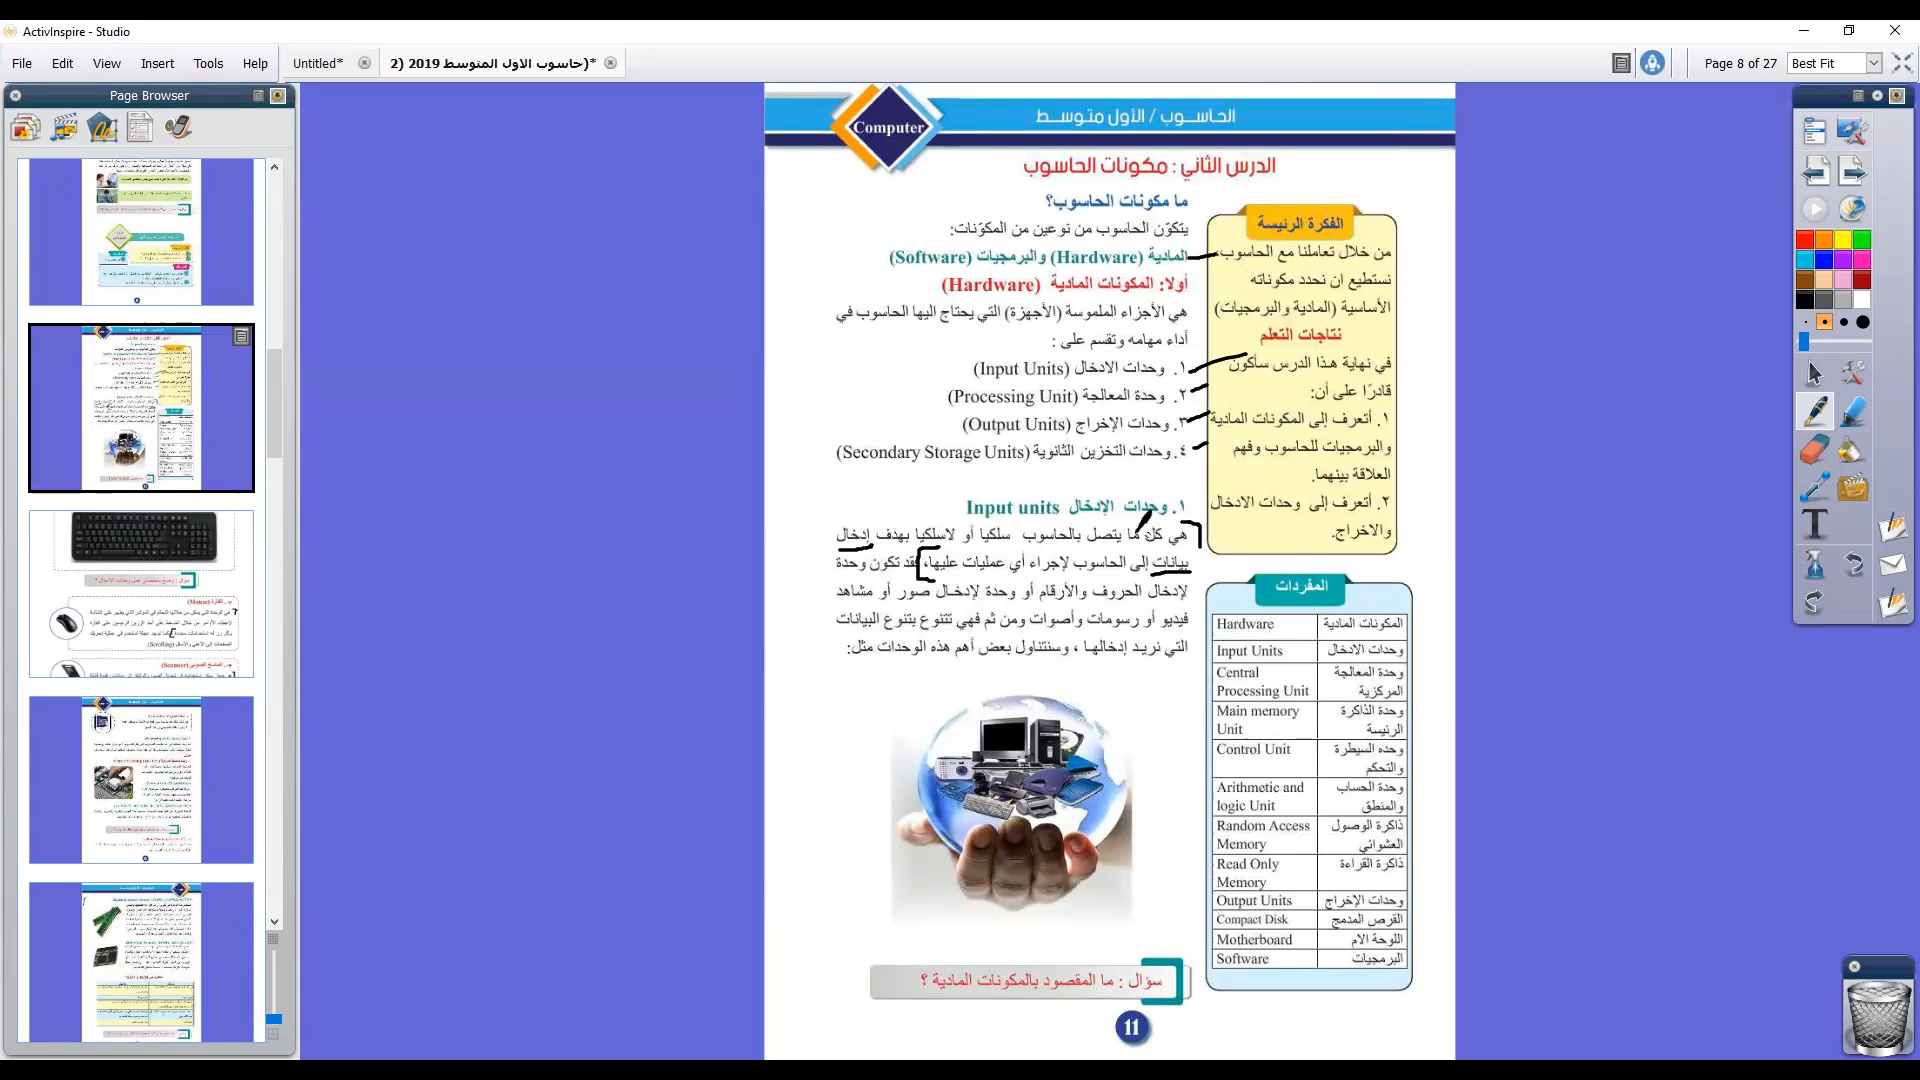 ActivInspire - Studio
File Edit View Insert Tools Help
Untitled*
(2 حاسوب الاول المتوسط 2019)*
Page 8 of 27
Best Fit
Page Browser
Computer
الحاسوب / الأول متوسط
الدرس الثاني : مكونات الحاسوب
ما مكونات الحاسوب؟
يتكوّن الحاسوب من نوعين من المكوّنات:
المادية (Hardware) والبرمجيات (Software)
أولا: المكونات المادية (Hardware)
هي الأجزاء الملموسة (الأجهزة) التي يحتاج اليها الحاسوب في
أداء مهامه وتقسم على :
١. وحدات الادخال (Input Units)
٢. وحدة المعالجة (Processing Unit)
٣. وحدات الإخراج (Output Units)
٤. وحدات التخزين الثانوية (Secondary Storage Units)
١. وحدات الإدخال Input units
هي كل ما يتصل بالحاسوب سلكيا أو لاسلكيا بهدف إدخال
بيانات إلى الحاسوب لإجراء أي عمليات عليها، فقد تكون وحدة
لإدخال الحروف والأرقام أو وحدة لإدخال صور أو مشاهد
فيديو أو رسومات وأصوات ومن ثم فهي تتنوع بتنوع البيانات
التي نريد إدخالها ، وسنتناول بعض أهم هذه الوحدات مثل:
سؤال : ما المقصود بالمكونات المادية ؟
11
الفكرة الرئيسة
من خلال تعاملنا مع الحاسوب،
نستطيع ان نحدد مكوناته
الأساسية (المادية والبرمجيات)
نتاجات التعلم
في نهاية هذا الدرس سأكون
قادرًا على أن:
١. أتعرف إلى المكونات المادية
والبرمجيات للحاسوب وفهم
العلاقة بينهما.
٢. أتعرف إلى وحدات الادخال
والاخراج.
المفردات
المكونات المادية Hardware
وحدات الادخال Input Units
وحدة المعالجة Central
المركزية Processing Unit
وحدة الذاكرة Main memory
الرئيسة Unit
وحده السيطرة Control Unit
والتحكم
وحدة الحساب Arithmetic and
والمنطق logic Unit
ذاكرة الوصول Random Access
العشوائي Memory
ذاكرة القراءة Read Only
Memory
وحدات الإخراج Output Units
القرص المدمج Compact Disk
اللوحة الام Motherboard
البرمجيات Software